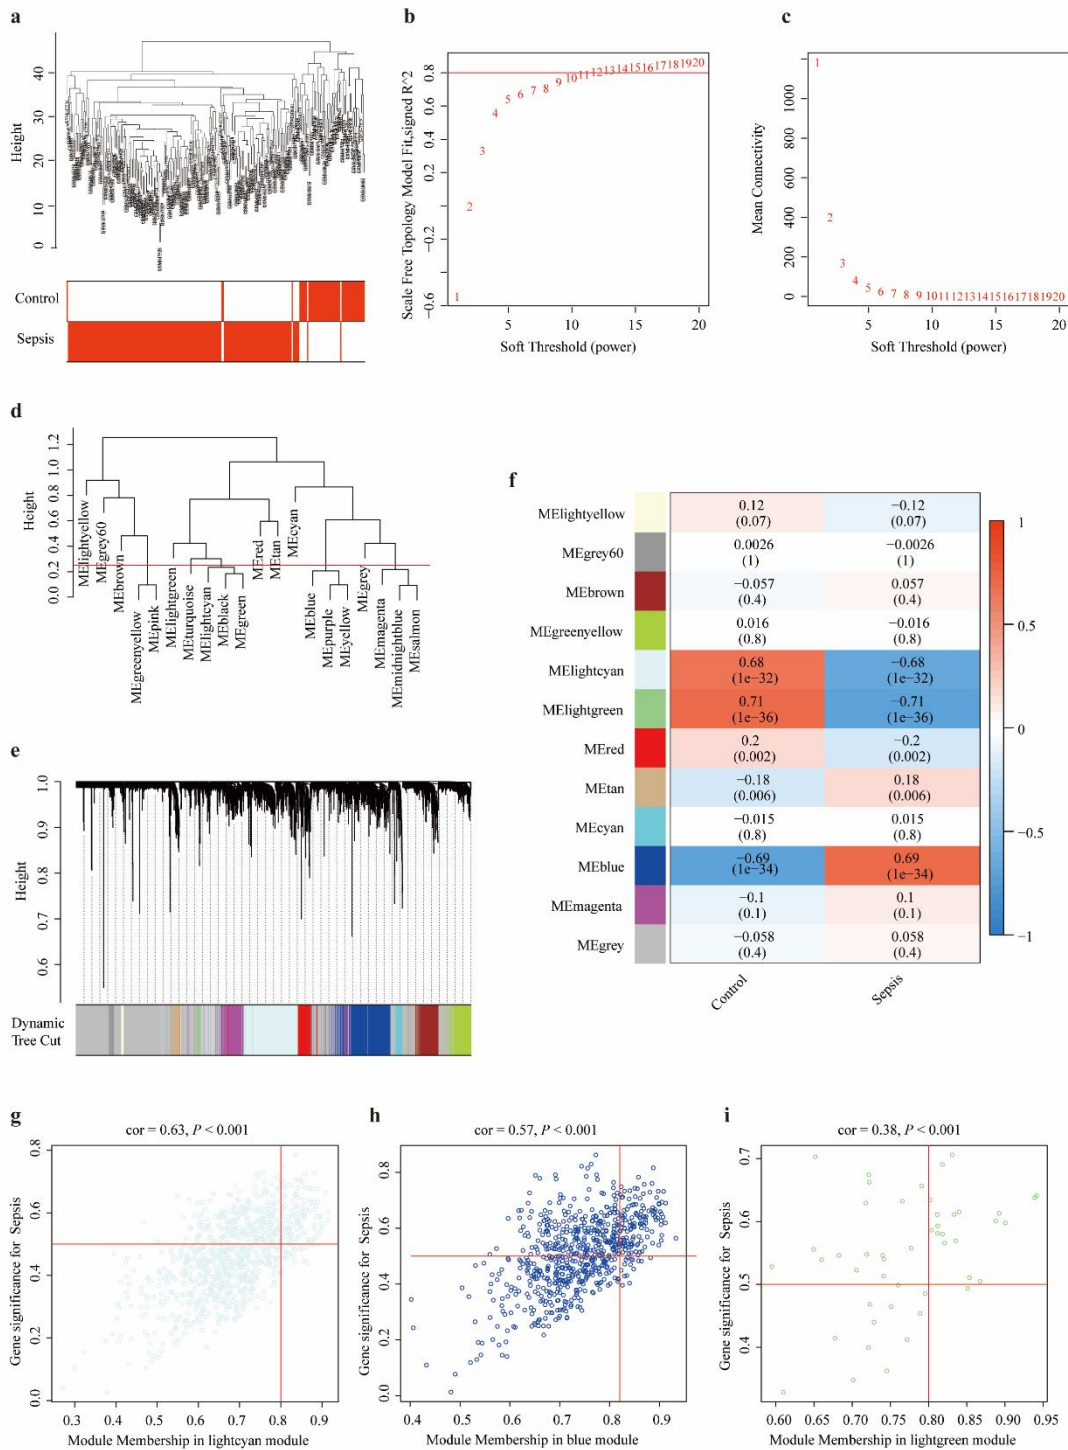 a
Height
40
30
20
10
0
Control
Sepsis
b
Scale Free Topology Model Fit,signed R^2
0.8
0.6
0.2
−0.2
−0.6
1
2
3
4
5
6
7
8
9
10
11
12
13
14
15
16
17
18
19
20
5
10
15
20
Soft Threshold (power)
c
Mean Connectivity
1200
1000
800
600
400
200
0
1
2
3
4
5
6
7
8
9
10
11
12
13
14
15
16
17
18
19
20
5
10
15
20
Soft Threshold (power)
d
Height
1.2
1.0
0.8
0.6
0.4
0.2
0.0
MElightyellow
MEgrey60
MEbrown
MEgreenyellow
MEpink
MElightgreen
MEturquoise
MElightcyan
MEblack
MEgreen
MEred
MEtan
MEcyan
MEblue
MEpurple
MEyellow
MEgrey
MEmagenta
MEmidnightblue
MEsalmon
e
Height
1.0
0.9
0.8
0.7
0.6
Dynamic
Tree Cut
f
MElightyellow
0.12
(0.07)
−0.12
(0.07)
MEgrey60
0.0026
(1)
−0.0026
(1)
MEbrown
−0.057
(0.4)
0.057
(0.4)
MEgreenyellow
0.016
(0.8)
−0.016
(0.8)
MElightcyan
0.68
(1e−32)
−0.68
(1e−32)
MElightgreen
0.71
(1e−36)
−0.71
(1e−36)
MEred
0.2
(0.002)
−0.2
(0.002)
MEtan
−0.18
(0.006)
0.18
(0.006)
MEcyan
−0.015
(0.8)
0.015
(0.8)
MEblue
−0.69
(1e−34)
0.69
(1e−34)
MEmagenta
−0.1
(0.1)
0.1
(0.1)
MEgrey
−0.058
(0.4)
0.058
(0.4)
Control
Sepsis
1
0.5
0
−0.5
−1
g
cor = 0.63, P < 0.001
Gene significance for Sepsis
0.8
0.6
0.4
0.2
0.0
0.3
0.4
0.5
0.6
0.7
0.8
0.9
Module Membership in lightcyan module
h
cor = 0.57, P < 0.001
Gene significance for Sepsis
0.8
0.6
0.4
0.2
0.0
0.4
0.5
0.6
0.7
0.8
0.9
Module Membership in blue module
i
cor = 0.38, P < 0.001
Gene significance for Sepsis
0.7
0.6
0.5
0.4
0.60
0.65
0.70
0.75
0.80
0.85
0.90
0.95
Module Membership in lightgreen module